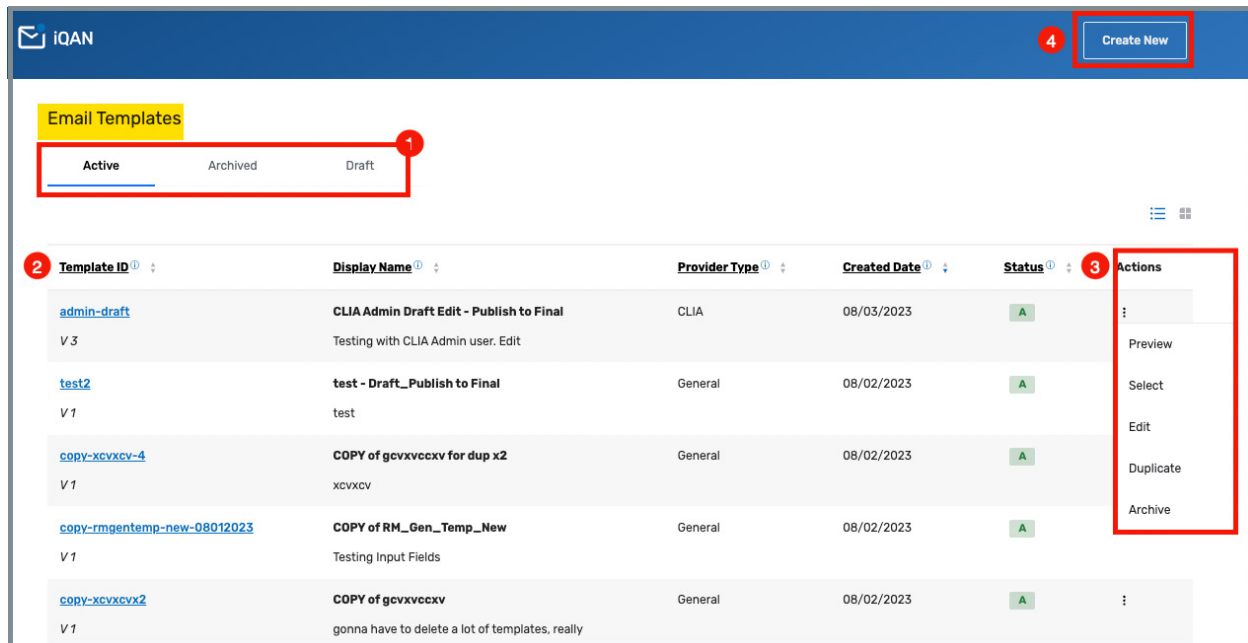 iQAN
4
Create New
Email Templates
1
Active Archived Draft
2 Template ID Display Name Provider Type Created Date Status 3 Actions
admin-draft CLIA Admin Draft Edit - Publish to Final CLIA 08/03/2023 A
V 3 Testing with CLIA Admin user. Edit
Preview
test2 test - Draft_Publish to Final General 08/02/2023 A Select
V 1 test
Edit
copy-xcvxcv-4 COPY of gcvxvccxv for dup x2 General 08/02/2023 A
Duplicate
V 1 xcvxcv
Archive
copy-rmgentemp-new-08012023 COPY of RM_Gen_Temp_New General 08/02/2023 A
V 1 Testing Input Fields
copy-xcvxcvx2 COPY of gcvxvccxv General 08/02/2023 A
V 1 gonna have to delete a lot of templates, really